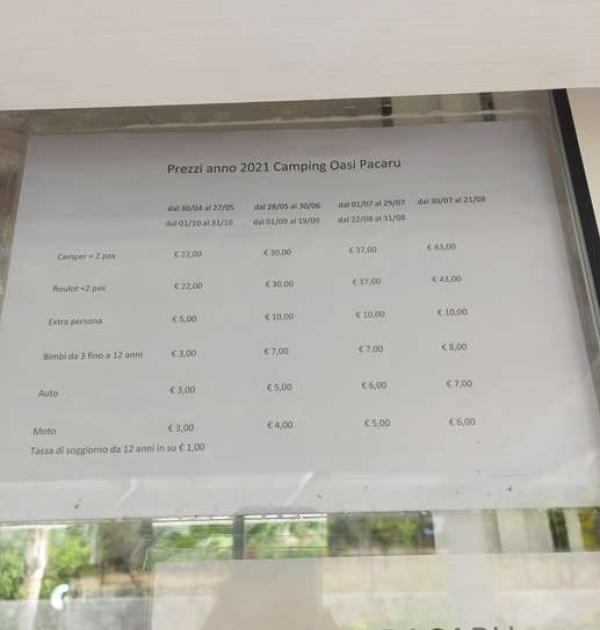 Prezzi anno 2021 Camping Oasi Pacaru
dal 30/04 al 27/05 dal 28/05 al 30/06 dal 01/07 al 29/07 dal 30/07 al 21/08
dal 01/10 al 31/10 dal 01/09 al 19/09 dal 22/08 al 31/08
Camper + 2 pax € 22,00 € 30,00 € 37,00 € 43,00
Roulot +2 pax € 22,00 € 30,00 € 37,00 € 43,00
Extra persona € 5,00 € 10,00 € 10,00 € 10,00
Bimbi da 3 fino a 12 anni € 3,00 € 7,00 € 7,00 € 8,00
Auto € 3,00 € 5,00 € 6,00 € 7,00
Moto € 3,00 € 4,00 € 5,00 € 6,00
Tassa di soggiorno da 12 anni in su € 1,00